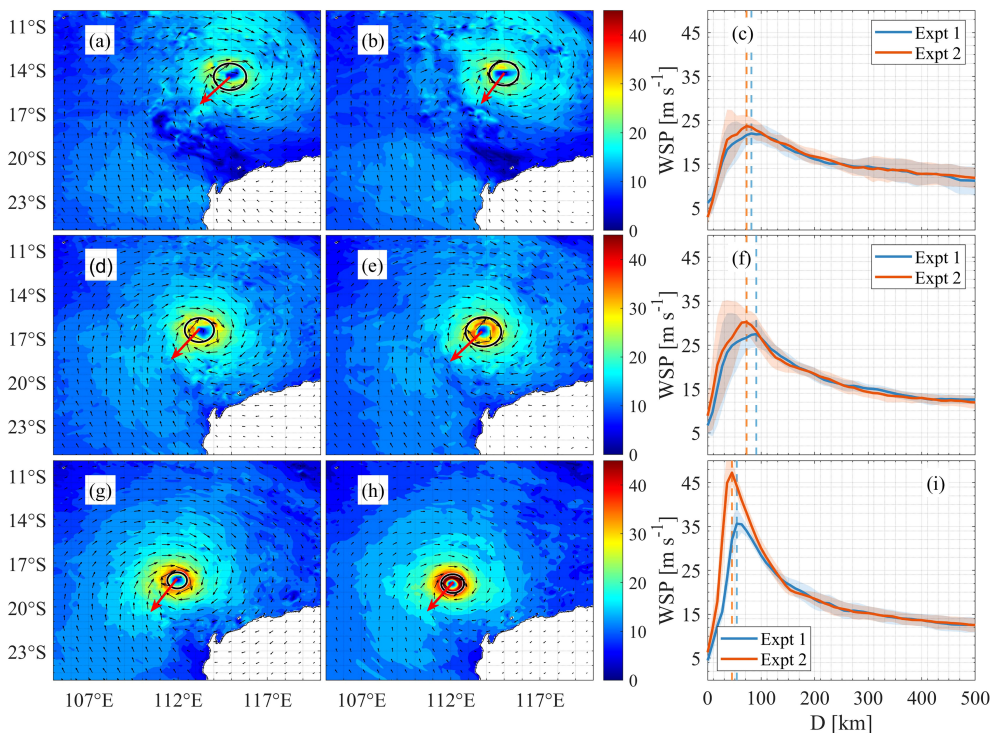 11°S
14°S
17°S
20°S
23°S
(a)
(b)
40
30
20
10
0
(c)
Expt 1
Expt 2
WSP [m s⁻¹]
45
35
25
15
5
11°S
14°S
17°S
20°S
23°S
(d)
(e)
40
30
20
10
0
(f)
Expt 1
Expt 2
WSP [m s⁻¹]
45
35
25
15
5
11°S
14°S
17°S
19°S
23°S
(g)
(h)
40
30
20
10
0
(i)
Expt 1
Expt 2
WSP [m s⁻¹]
45
35
25
15
5
107°E
112°E
117°E
107°E
112°E
117°E
0
100
200
300
400
500
D [km]